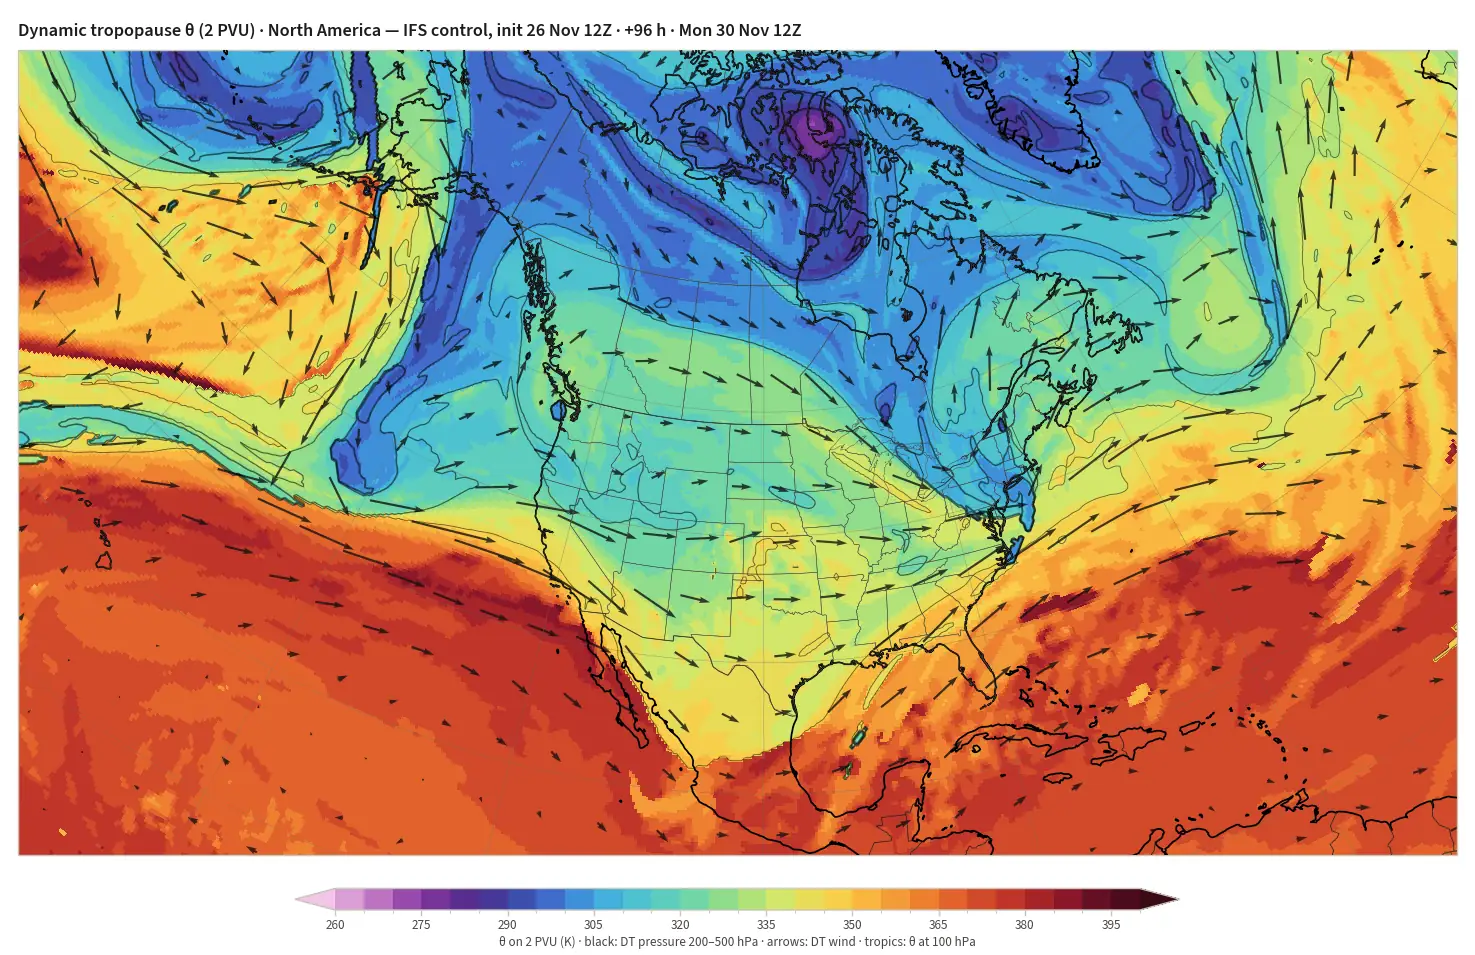 Dynamic tropopause θ (2 PVU) · North America — IFS control, init 26 Nov 12Z · +96 h · Mon 30 Nov 12Z
260 275 290 305 320 335 350 365 380 395
θ on 2 PVU (K) · black: DT pressure 200–500 hPa · arrows: DT wind · tropics: θ at 100 hPa